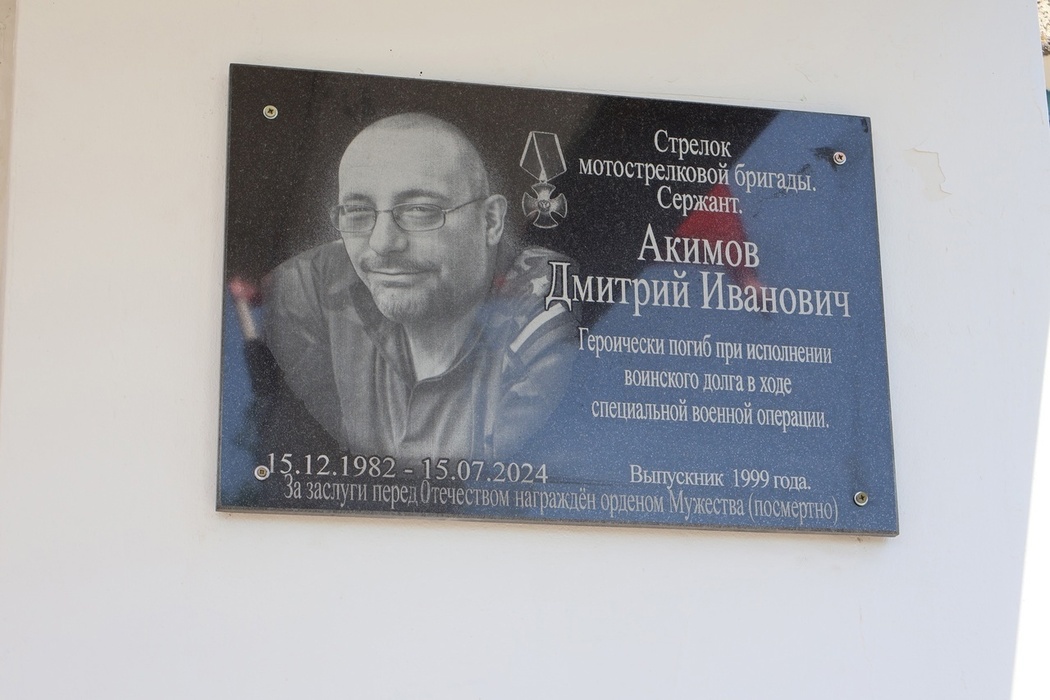 Стрелок
мотострелковой бригады.
Сержант.
Акимов
Дмитрий Иванович
Героически погиб при исполнении
воинского долга в ходе
специальной военной операции.
15.12.1982 - 15.07.2024
Выпускник 1999 года.
За заслуги перед Отечеством награждён орденом Мужества (посмертно)